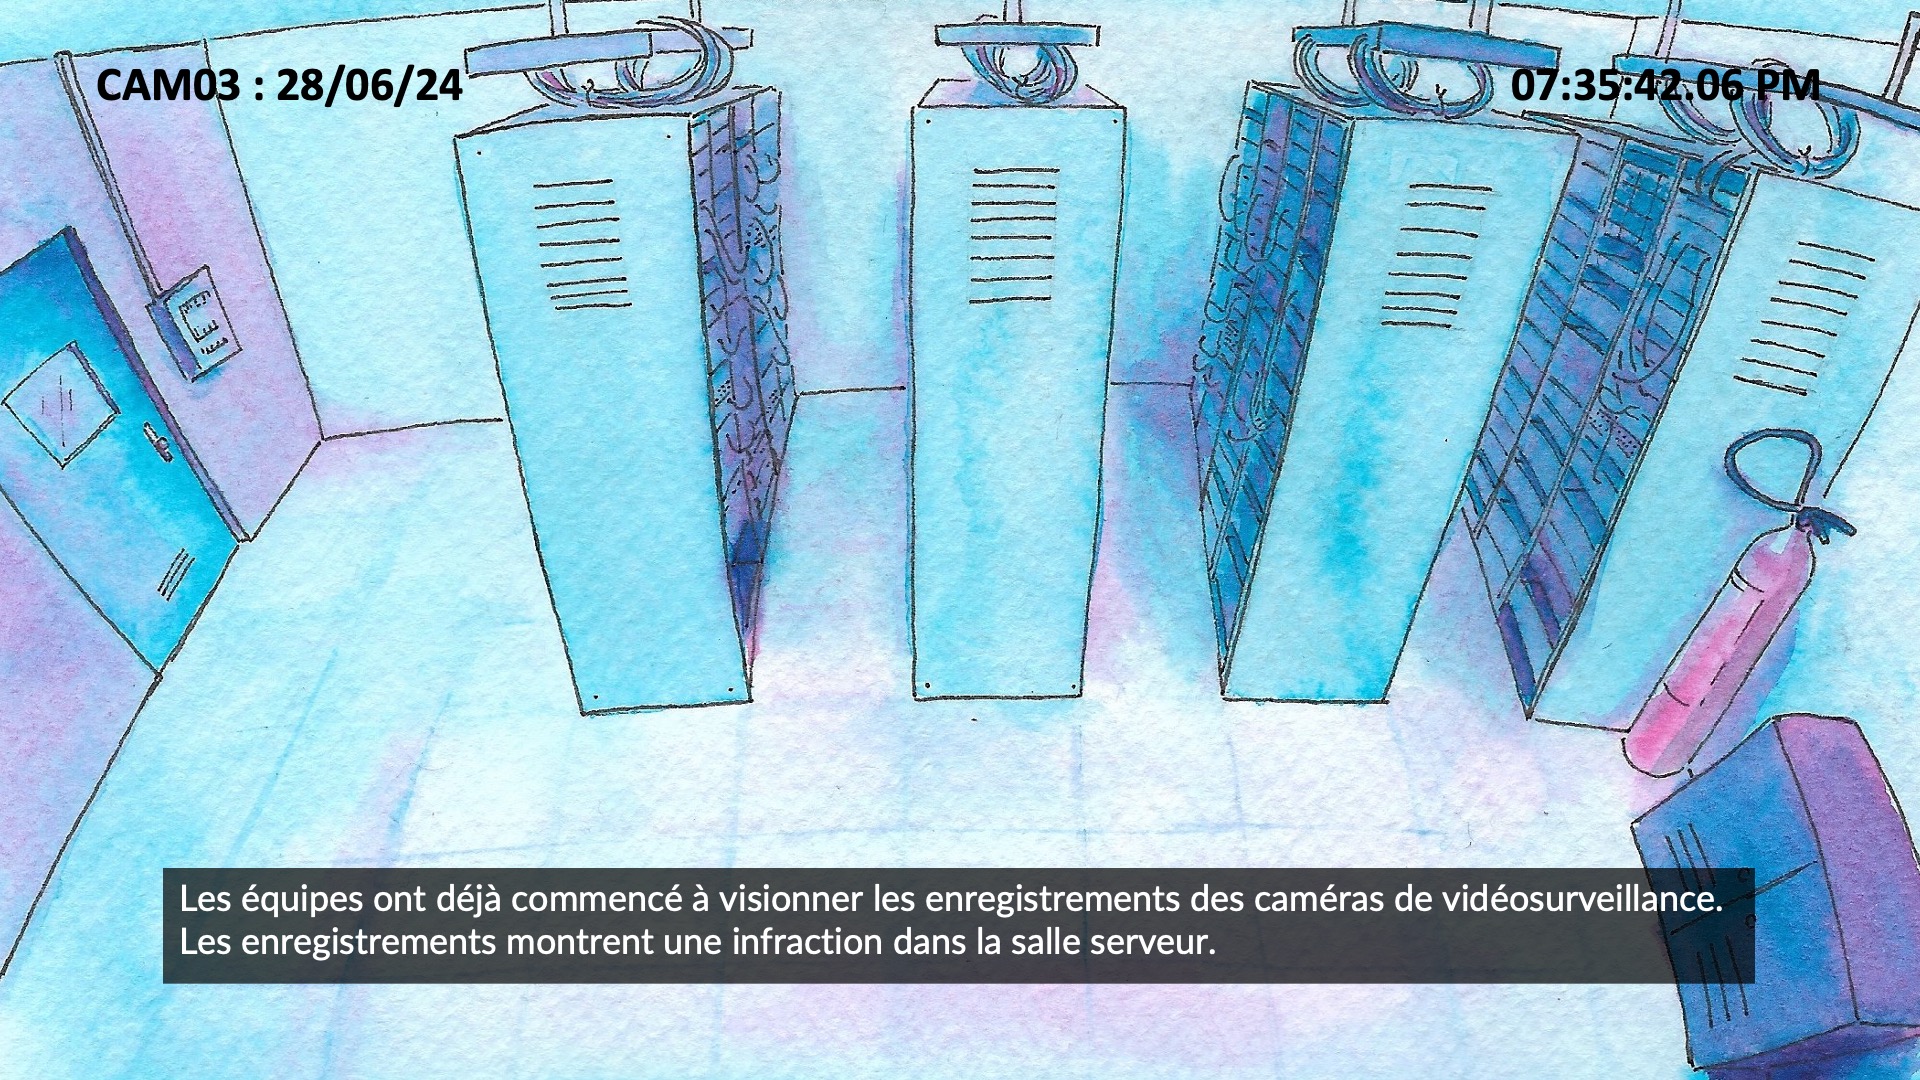 CAM03 : 28/06/24
07:35:42.06 PM
Les équipes ont déjà commencé à visionner les enregistrements des caméras de vidéosurveillance.
Les enregistrements montrent une infraction dans la salle serveur.